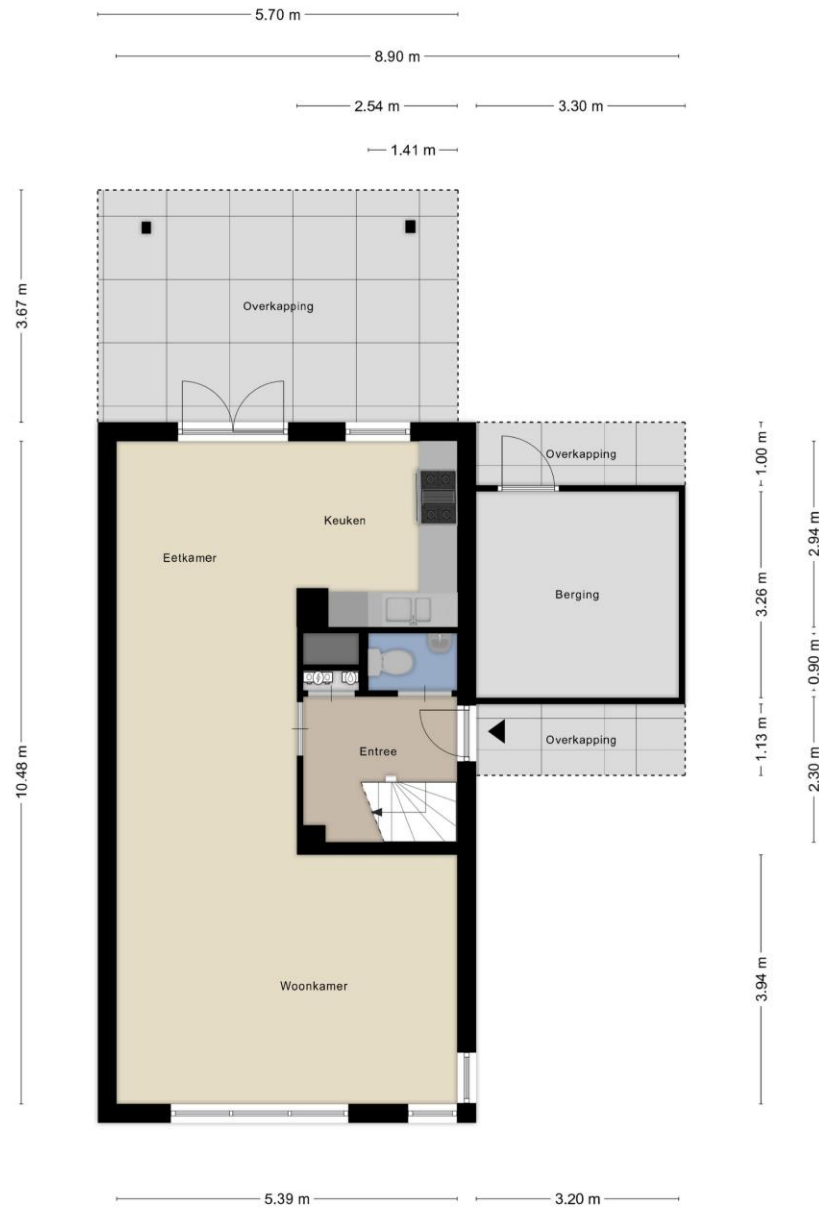 5.70 m
8.90 m
2.54 m
3.30 m
1.41 m
3.67 m
Overkapping
Overkapping
1.00 m
Keuken
2.94 m
Eetkamer
Berging
3.26 m
0.90 m
Entree
Overkapping
1.13 m
2.30 m
10.48 m
3.94 m
Woonkamer
5.39 m
3.20 m